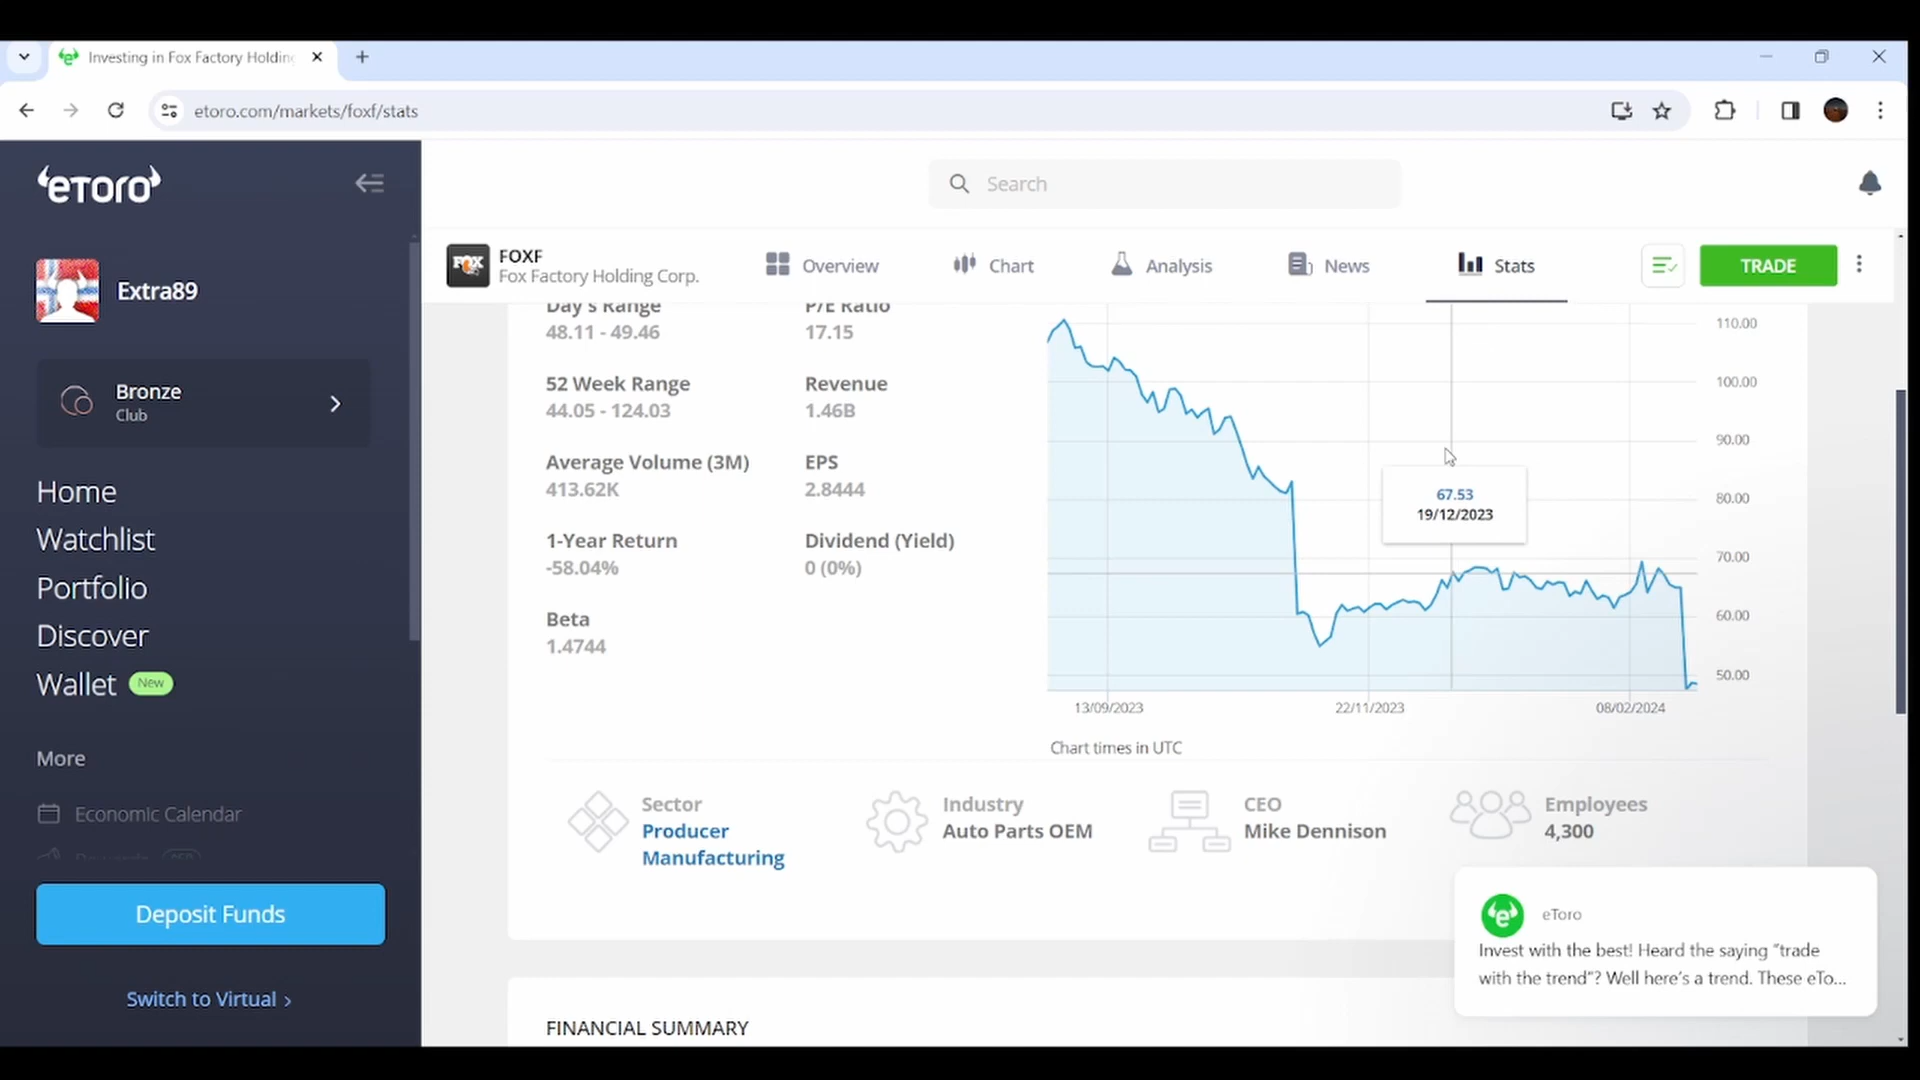 Investing in Fox Factory Holding
etoro.com/markets/foxf/stats
eToro
Search
Extra89
Bronze
Club
Home
Watchlist
Portfolio
Discover
Wallet New
More
Economic Calendar
Deposit Funds
Switch to Virtual >
FOX
FOXF
Fox Factory Holding Corp.
Overview
Chart
Analysis
News
Stats
TRADE
Day's Range
48.11 - 49.46
P/E Ratio
17.15
52 Week Range
44.05 - 124.03
Revenue
1.46B
Average Volume (3M)
413.62K
EPS
2.8444
1-Year Return
-58.04%
Dividend (Yield)
0 (0%)
Beta
1.4744
110.00
100.00
90.00
80.00
70.00
60.00
50.00
67.53
19/12/2023
13/09/2023
22/11/2023
08/02/2024
Chart times in UTC
Sector
Producer
Manufacturing
Industry
Auto Parts OEM
CEO
Mike Dennison
Employees
4,300
FINANCIAL SUMMARY
eToro
Invest with the best! Heard the saying "trade
with the trend"? Well here's a trend. These eTo...